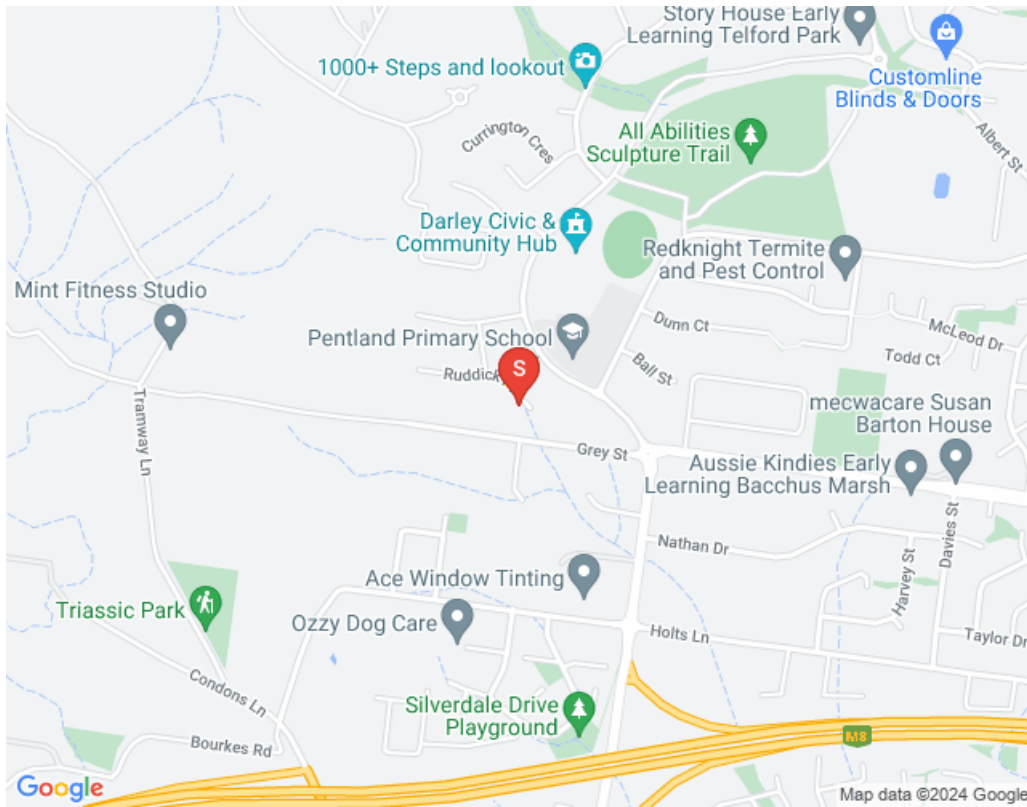 Story House Early
Learning Telford Park
1000+ Steps and lookout
Customline
Blinds & Doors
Currington
Cres
All Abilities
Sculpture Trail
Albert St
Darley Civic &
Community Hub
Redknight Termite
and Pest Control
Mint Fitness Studio
Dunn Ct
McLeod Dr
Pentland Primary School
Todd Ct
Ball St
S
Ruddick
mecwacare Susan
Barton House
Tramway Ln
Grey St
Aussie Kindies Early
Learning Bacchus Marsh
Nathan Dr
Davies St
Harvey St
Ace Window Tinting
Triassic Park
Ozzy Dog Care
Holts Ln
Taylor Dr
Condons Ln
Silverdale Drive
Playground
Bourkes Rd
M8
Google
Map data ©2024 Google